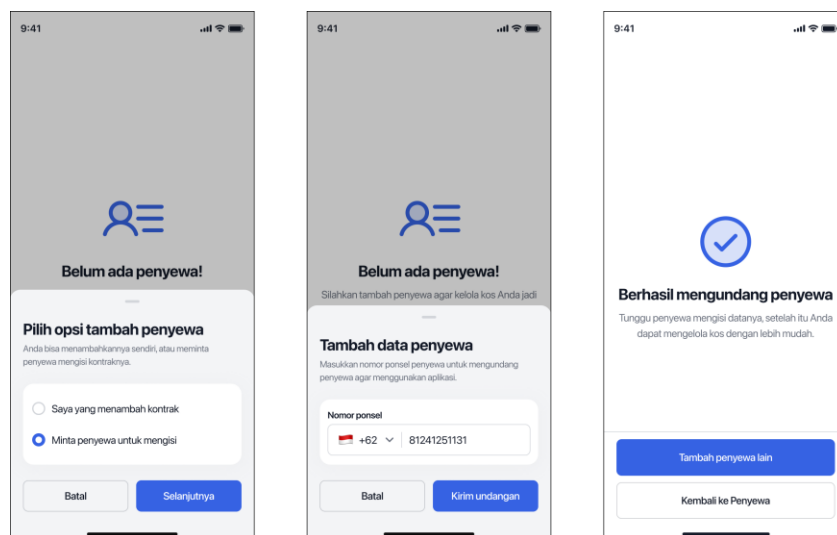 9:41
Belum ada penyewa!
Pilih opsi tambah penyewa
Anda bisa menambahkannya sendiri, atau meminta
penyewa mengisi kontraknya.
Saya yang menambah kontrak
Minta penyewa untuk mengisi
Batal
Selanjutnya
9:41
Belum ada penyewa!
Silahkan tambah penyewa agar kelola kos Anda jadi
Tambah data penyewa
Masukkan nomor ponsel penyewa untuk mengundang
penyewa agar menggunakan aplikasi.
Nomor ponsel
+62 81241251131
Batal
Kirim undangan
9:41
Berhasil mengundang penyewa
Tunggu penyewa mengisi datanya, setelah itu Anda
dapat mengelola kos dengan lebih mudah.
Tambah penyewa lain
Kembali ke Penyewa